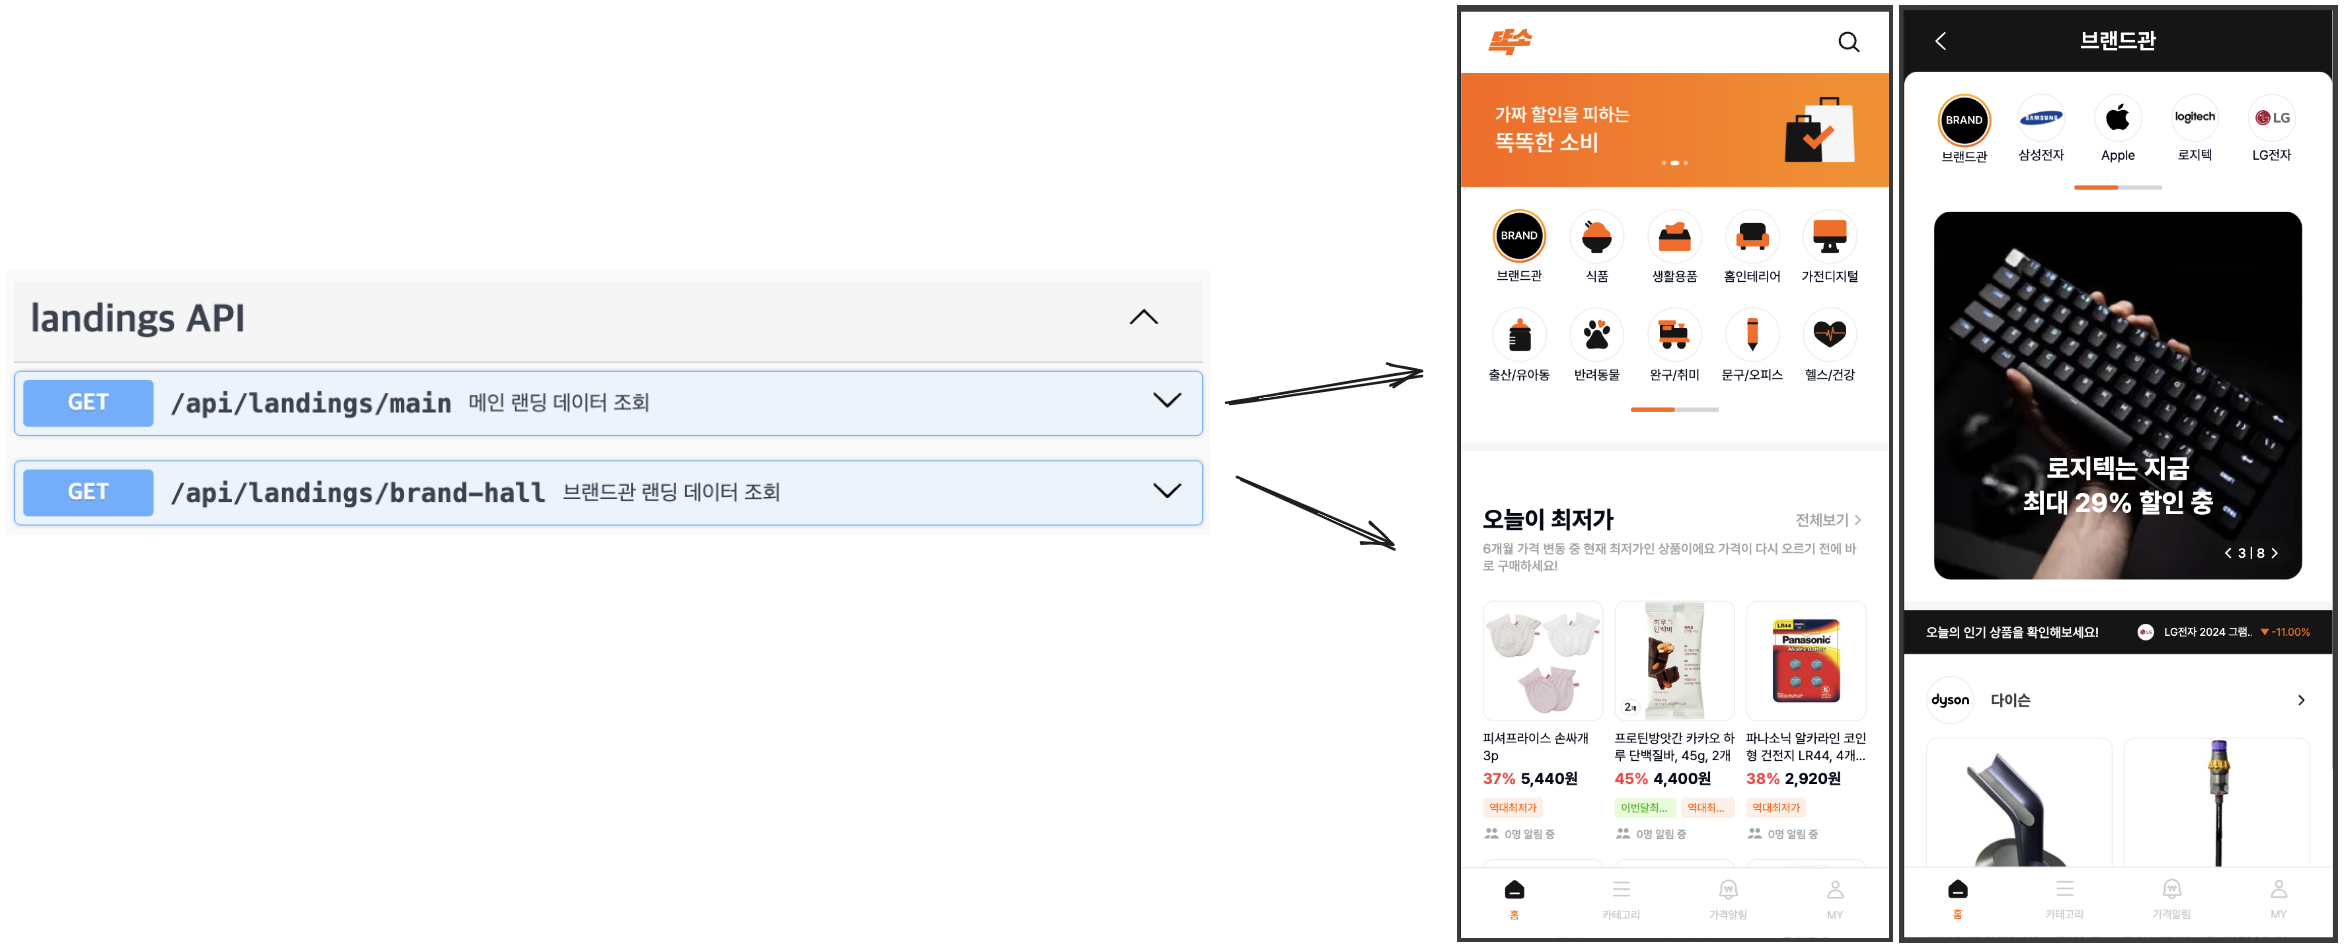 landings API
GET /api/landings/main 메인 랜딩 데이터 조회
GET /api/landings/brand-hall 브랜드관 랜딩 데이터 조회
똑소
가짜 할인을 피하는
똑똑한 소비
BRAND
브랜드관 식품 생활용품 홈인테리어 가전디지털
출산/유아동 반려동물 완구/취미 문구/오피스 헬스/건강
오늘이 최저가 전체보기 >
6개월 가격 변동 중 현재 최저가인 상품이에요 가격이 다시 오르기 전에 바
로 구매하세요!
하루
단백바
2개
LR44
Panasonic
Alkaline Battery
피셔프라이스 손싸개
3p
프로틴방앗간 카카오 하
루 단백질바, 45g, 2개
파나소닉 알카라인 코인
형 건전지 LR44, 4개...
37% 5,440원
45% 4,400원
38% 2,920원
역대최저가
이번달최... 역대최...
역대최저가
0명 알림 중
0명 알림 중
0명 알림 중
홈 카테고리 가격알림 MY
브랜드관
BRAND SAMSUNG logitech LG
브랜드관 삼성전자 Apple 로지텍 LG전자
로지텍는 지금
최대 29% 할인 중
< 3 | 8 >
오늘의 인기 상품을 확인해보세요! LG LG전자 2024 그램.. ▼-11.00%
dyson 다이슨
홈 카테고리 가격알림 MY